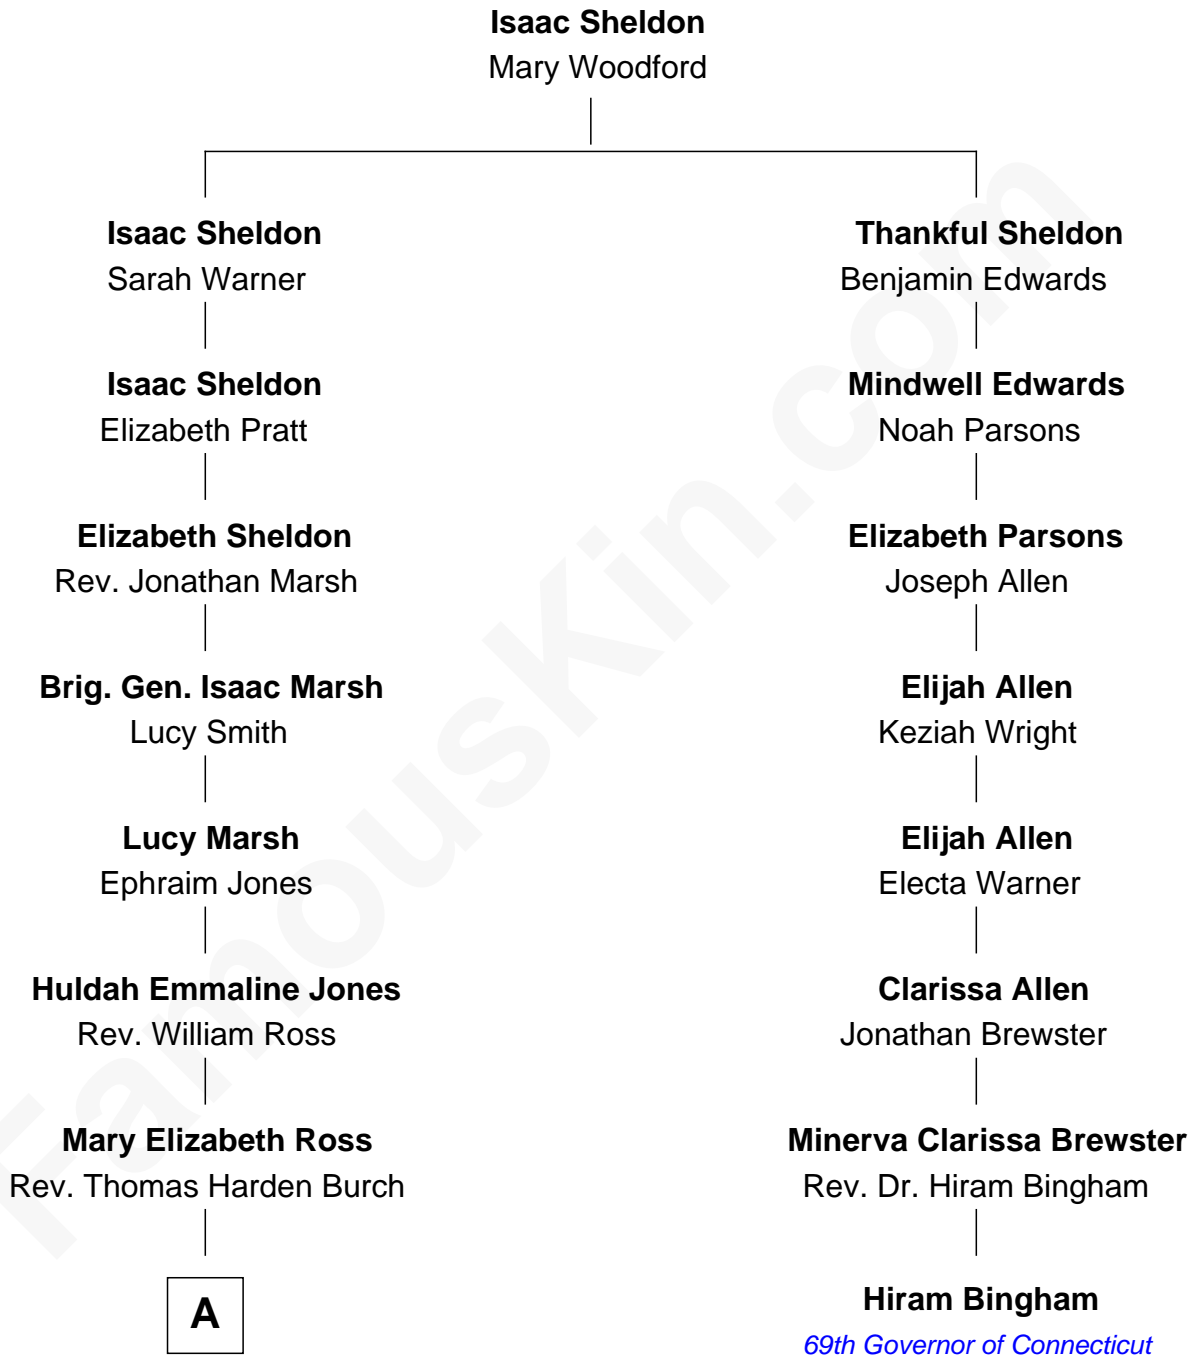 Isaac Sheldon
Mary Woodford
Isaac Sheldon
Sarah Warner
Isaac Sheldon
Elizabeth Pratt
Elizabeth Sheldon
Rev. Jonathan Marsh
Brig. Gen. Isaac Marsh
Lucy Smith
Lucy Marsh
Ephraim Jones
Huldah Emmaline Jones
Rev. William Ross
Mary Elizabeth Ross
Rev. Thomas Harden Burch
A
Thankful Sheldon
Benjamin Edwards
Mindwell Edwards
Noah Parsons
Elizabeth Parsons
Joseph Allen
Elijah Allen
Keziah Wright
Elijah Allen
Electa Warner
Clarissa Allen
Jonathan Brewster
Minerva Clarissa Brewster
Rev. Dr. Hiram Bingham
Hiram Bingham
69th Governor of Connecticut
FamousKin.com